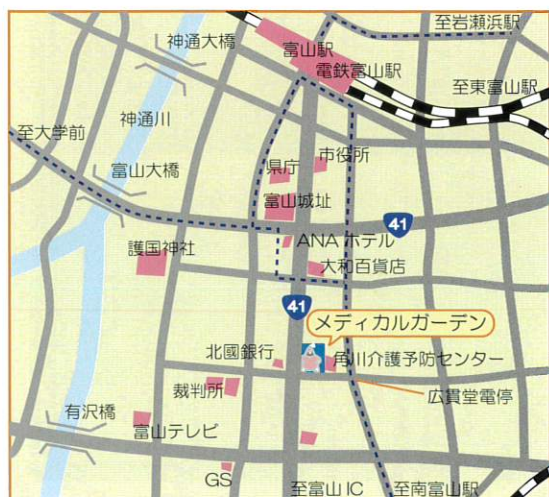 至岩瀬浜駅
神通大橋
富山駅
電鉄富山駅
至東富山駅
神通川
至大学前
富山大橋
県庁
市役所
富山城址
41
護国神社
ANAホテル
大和百貨店
41
メディカルガーデン
北國銀行
角川介護予防センター
裁判所
広貫堂電停
有沢橋
富山テレビ
GS
至富山IC
至南富山駅